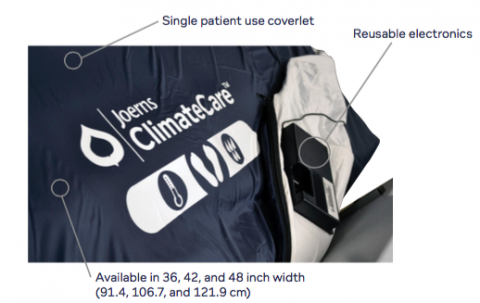 Single patient use coverlet
Reusable electronics
Joerns
ClimateCare™
Available in 36, 42, and 48 inch width
(91.4, 106.7, and 121.9 cm)